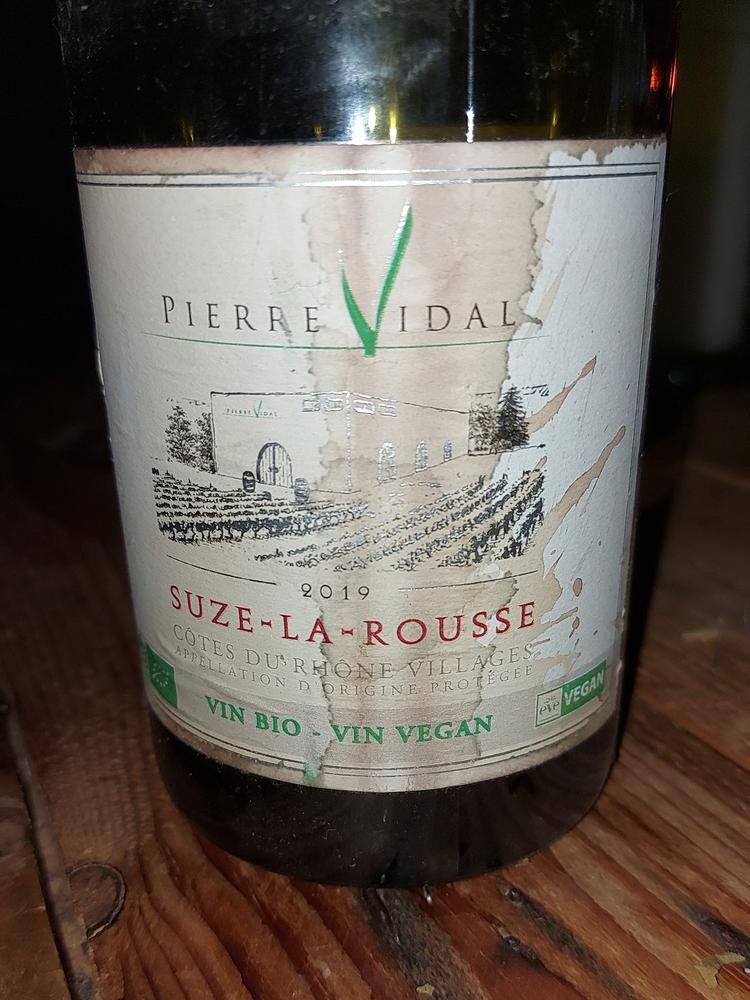 PIERRE VIDAL
PIERRE VIDAL
2019
SUZE-LA-ROUSSE
CÔTES DU RHÔNE VILLAGES
APPELLATION D'ORIGINE PROTÉGÉE
eve VEGAN
VIN BIO - VIN VEGAN